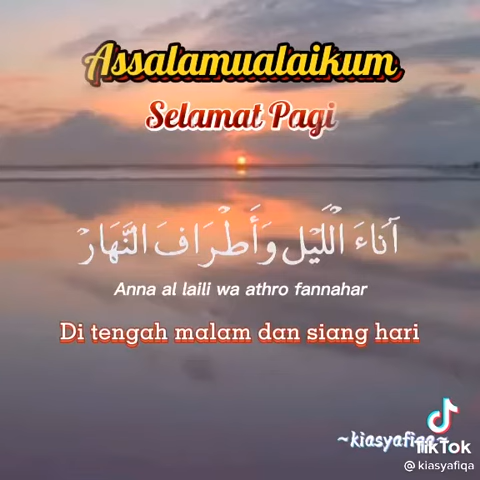 Assalamualaikum
Selamat Pagi
آنَاءَ الَّيْل وَأَطْرَافَ النَّهَارْ
Anna al laili wa athro fannahar
Di tengah malam dan siang hari
~kiasyafiqa~
TikTok
@kiasyafiqa